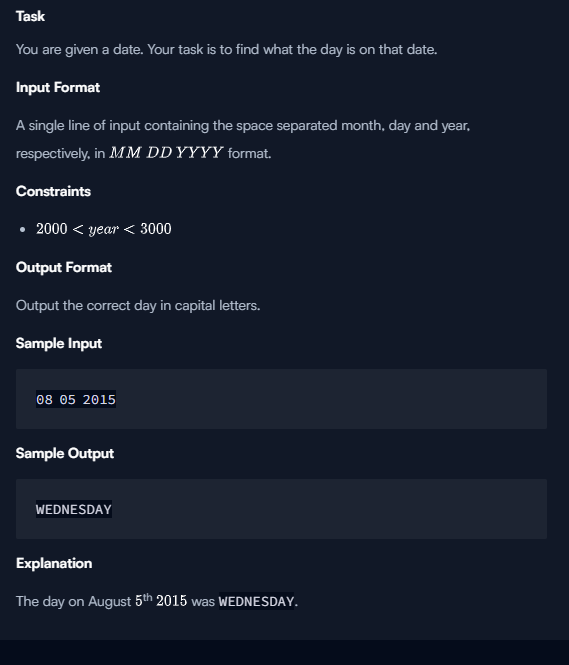 Task
You are given a date. Your task is to find what the day is on that date.
Input Format
A single line of input containing the space separated month, day and year,
respectively, in MM DD YYYY format.
Constraints
• 2000 < year < 3000
Output Format
Output the correct day in capital letters.
Sample Input
08 05 2015
Sample Output
WEDNESDAY
Explanation
The day on August 5th 2015 was WEDNESDAY.